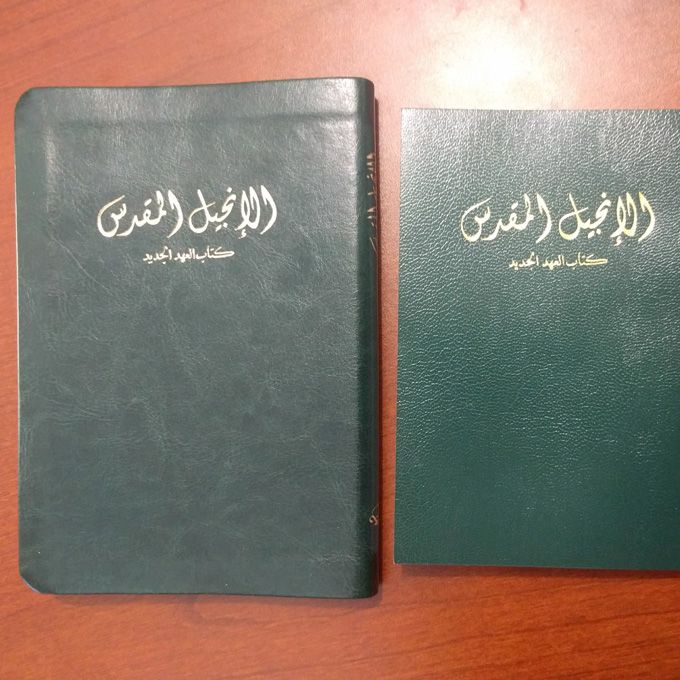 الإنجيل المقدس
كتاب العهد الجديد
الإنجيل المقدس
كتاب العهد الجديد